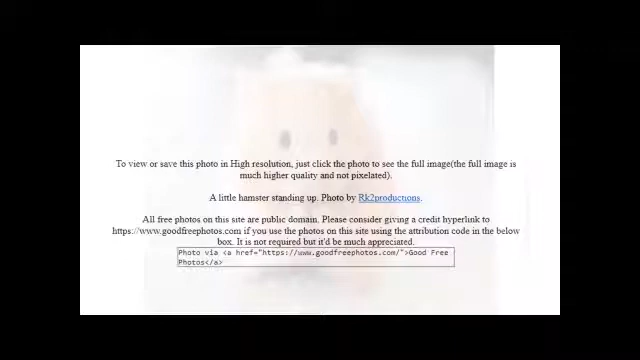 To view or save this photo in High resolution, just click the photo to see the full image(the full image is
much higher quality and not pixelated).
A little hamster standing up. Photo by Rk2productions.
All free photos on this site are public domain. Please consider giving a credit hyperlink to
https://www.goodfreephotos.com if you use the photos on this site using the attribution code in the below
box. It is not required but it'd be much appreciated.
Photo via <a href="https://www.goodfreephotos.com/">Good Free
Photos</a>